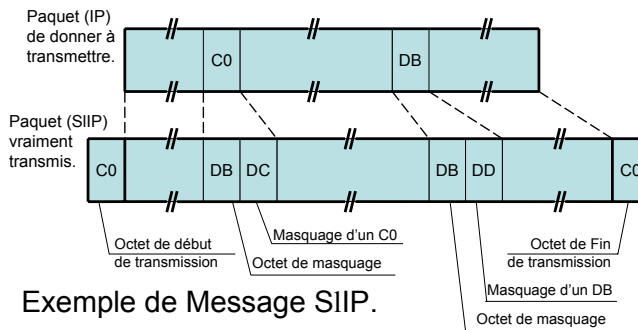 Paquet (IP)
de donner à
transmettre.
C0
DB
Paquet (SlIP)
vraiment
transmis.
C0
DB
DC
DB
DD
C0
Masquage d'un C0
Octet de début
de transmission
Octet de masquage
Octet de Fin
de transmission
Masquage d'un DB
Octet de masquage
Exemple de Message SlIP.